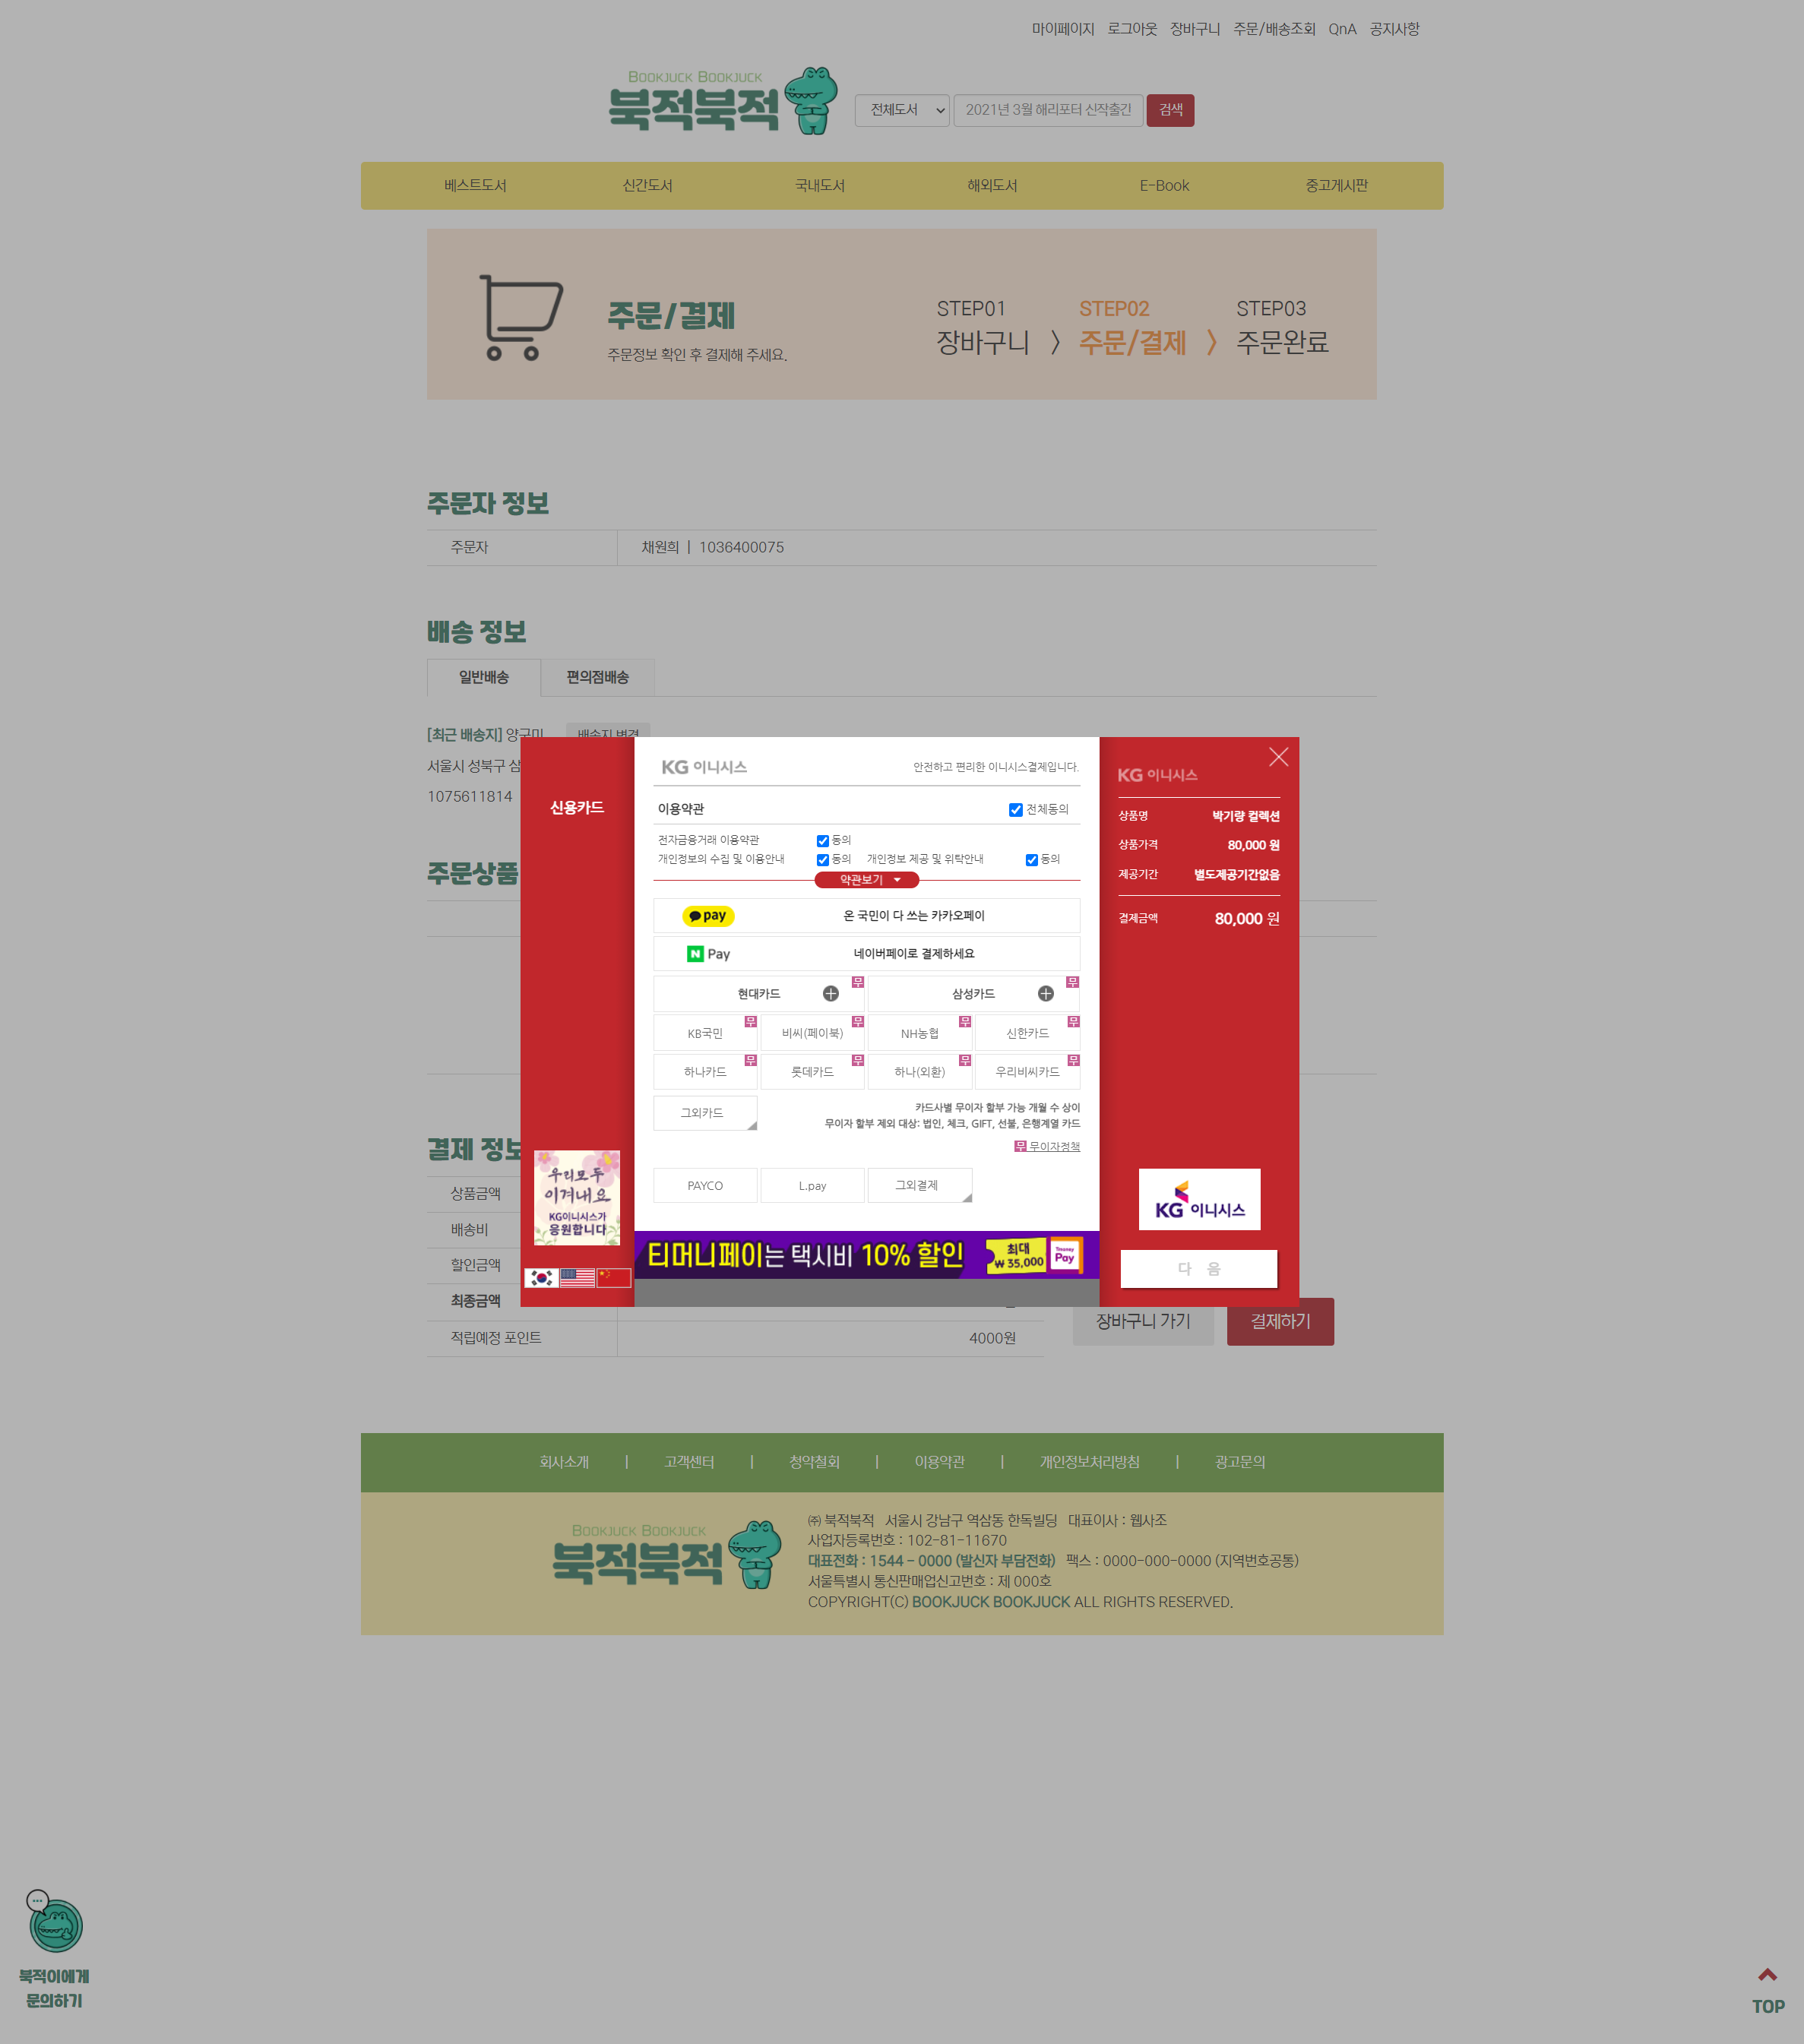 마이페이지 로그아웃 장바구니 주문/배송조회 QnA 공지사항
BOOKJUCK BOOKJUCK
북적북적
전체도서 2021년 3월 해리포터 신작출간 검색
베스트도서 신간도서 국내도서 해외도서 E-Book 중고게시판
주문/결제
주문정보 확인 후 결제해 주세요.
STEP01 STEP02 STEP03
장바구니 > 주문/결제 > 주문완료
주문자 정보
주문자 채원희 | 1036400075
배송 정보
일반배송 편의점배송
[최근 배송지] 양구미 배송지 변경
서울시 성북구 삼
1075611814
주문상품
결제 정보
상품금액
배송비
할인금액
최종금액
적립예정 포인트 4000원
장바구니 가기 결제하기
신용카드
우리모두
이겨내요
KG이니시스가
응원합니다
KG 이니시스 안전하고 편리한 이니시스결제입니다.
이용약관 전체동의
전자금융거래 이용약관 동의
개인정보의 수집 및 이용안내 동의 개인정보 제공 및 위탁안내 동의
약관보기
pay 온 국민이 다 쓰는 카카오페이
N Pay 네이버페이로 결제하세요
현대카드 무 삼성카드 무
KB국민 무 비씨(페이북) 무 NH농협 무 신한카드 무
하나카드 무 롯데카드 무 하나(외환) 무 우리비씨카드 무
그외카드
카드사별 무이자 할부 가능 개월 수 상이
무이자 할부 제외 대상: 법인, 체크, GIFT, 선불, 은행계열 카드
무 무이자정책
PAYCO L.pay 그외결제
티머니페이는 택시비 10% 할인 최대 ₩35,000 Tmoney Pay
KG 이니시스
상품명 박기량 컬렉션
상품가격 80,000 원
제공기간 별도제공기간없음
결제금액 80,000 원
KG 이니시스
다 음
회사소개 | 고객센터 | 청약철회 | 이용약관 | 개인정보처리방침 | 광고문의
BOOKJUCK BOOKJUCK
북적북적
㈜ 북적북적 서울시 강남구 역삼동 한독빌딩 대표이사 : 웹사조
사업자등록번호 : 102-81-11670
대표전화 : 1544 - 0000 (발신자 부담전화) 팩스 : 0000-000-0000 (지역번호공통)
서울특별시 통신판매업신고번호 : 제 000호
COPYRIGHT(C) BOOKJUCK BOOKJUCK ALL RIGHTS RESERVED.
북적이에게
문의하기
TOP